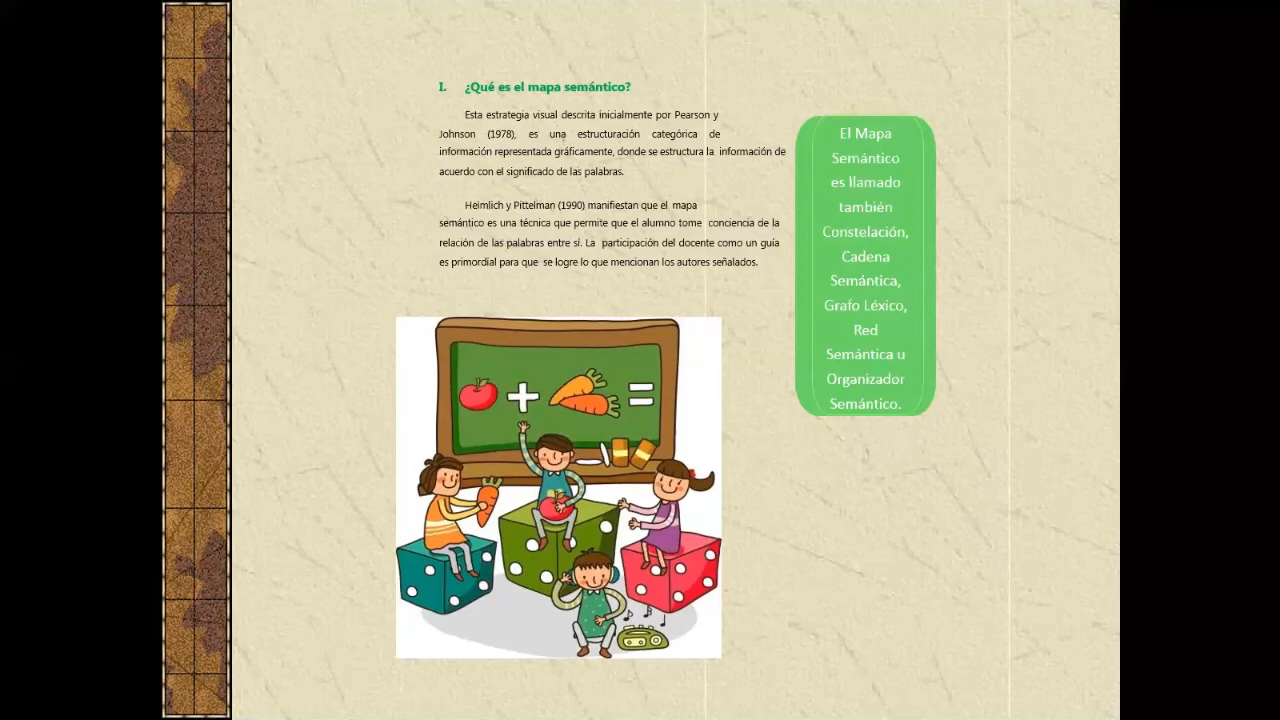 I. ¿Qué es el mapa semántico?
Esta estrategia visual descrita inicialmente por Pearson y
Johnson (1978), es una estructuración categórica de
información representada gráficamente, donde se estructura la información de
acuerdo con el significado de las palabras.
Heimlich y Pittelman (1990) manifiestan que el mapa
semántico es una técnica que permite que el alumno tome conciencia de la
relación de las palabras entre sí. La participación del docente como un guía
es primordial para que se logre lo que mencionan los autores señalados.
El Mapa
Semántico
es llamado
también
Constelación,
Cadena
Semántica,
Grafo Léxico,
Red
Semántica u
Organizador
Semántico.